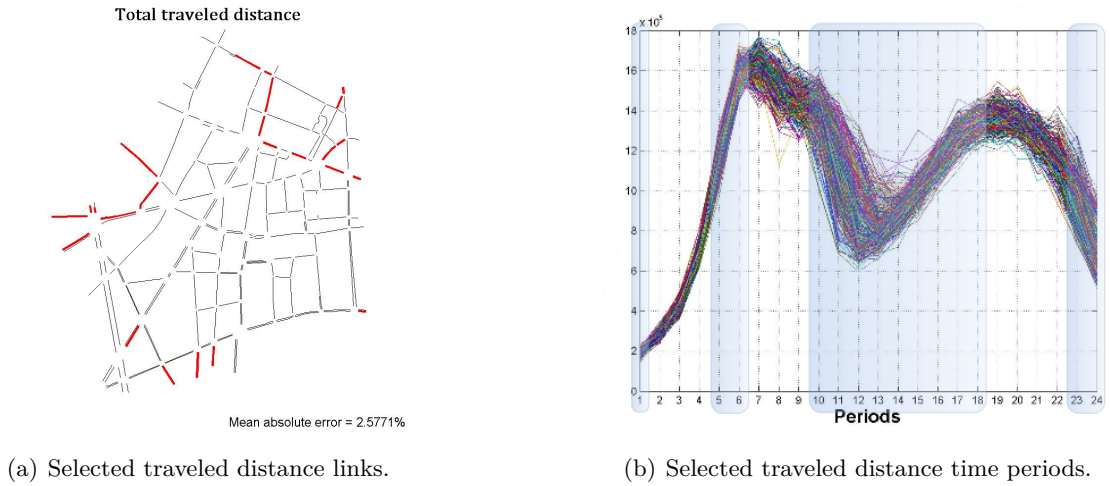 Total traveled distance
Mean absolute error = 2.5771%
(a) Selected traveled distance links.
x 10⁵
18
16
14
12
10
8
6
4
2
0
1 2 3 4 5 6 7 8 9 10 11 12 13 14 15 16 17 18 19 20 21 22 23 24
Periods
(b) Selected traveled distance time periods.